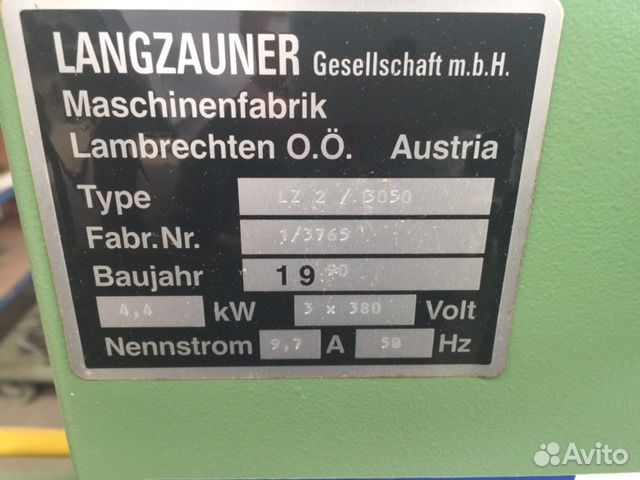 LANGZAUNER Gesellschaft m.b.H.
Maschinenfabrik
Lambrechten O.Ö. Austria
Type LZ 2 / 3050
Fabr.Nr. 1/3765
Baujahr 1990
4,4 kW 3 x 380 Volt
Nennstrom 9,7 A 50 Hz
Avito